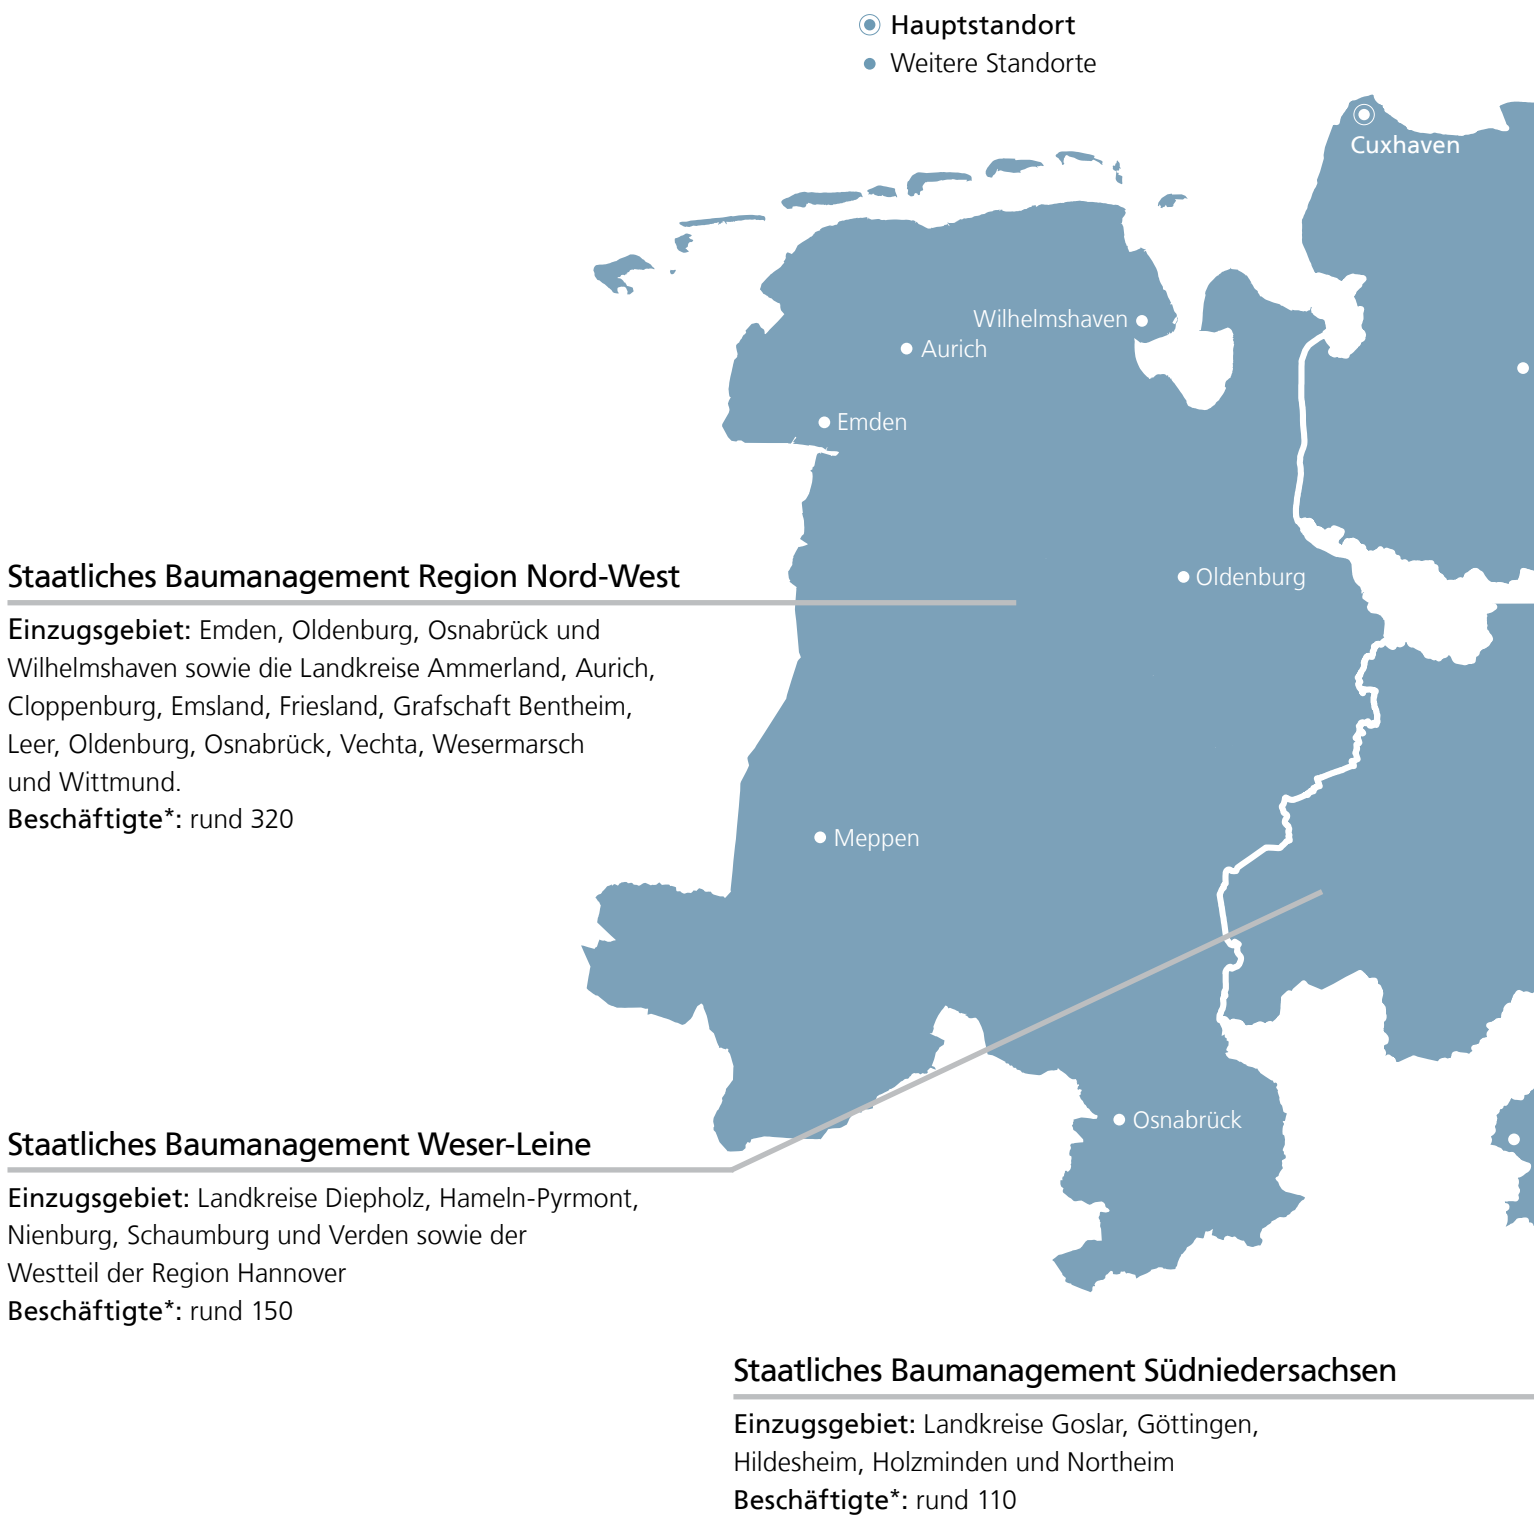 Hauptstandort
Weitere Standorte
Cuxhaven
Wilhelmshaven
Aurich
Emden
Oldenburg
Meppen
Osnabrück
Staatliches Baumanagement Region Nord-West
Einzugsgebiet: Emden, Oldenburg, Osnabrück und
Wilhelmshaven sowie die Landkreise Ammerland, Aurich,
Cloppenburg, Emsland, Friesland, Grafschaft Bentheim,
Leer, Oldenburg, Osnabrück, Vechta, Wesermarsch
und Wittmund.
Beschäftigte*: rund 320
Staatliches Baumanagement Weser-Leine
Einzugsgebiet: Landkreise Diepholz, Hameln-Pyrmont,
Nienburg, Schaumburg und Verden sowie der
Westteil der Region Hannover
Beschäftigte*: rund 150
Staatliches Baumanagement Südniedersachsen
Einzugsgebiet: Landkreise Goslar, Göttingen,
Hildesheim, Holzminden und Northeim
Beschäftigte*: rund 110